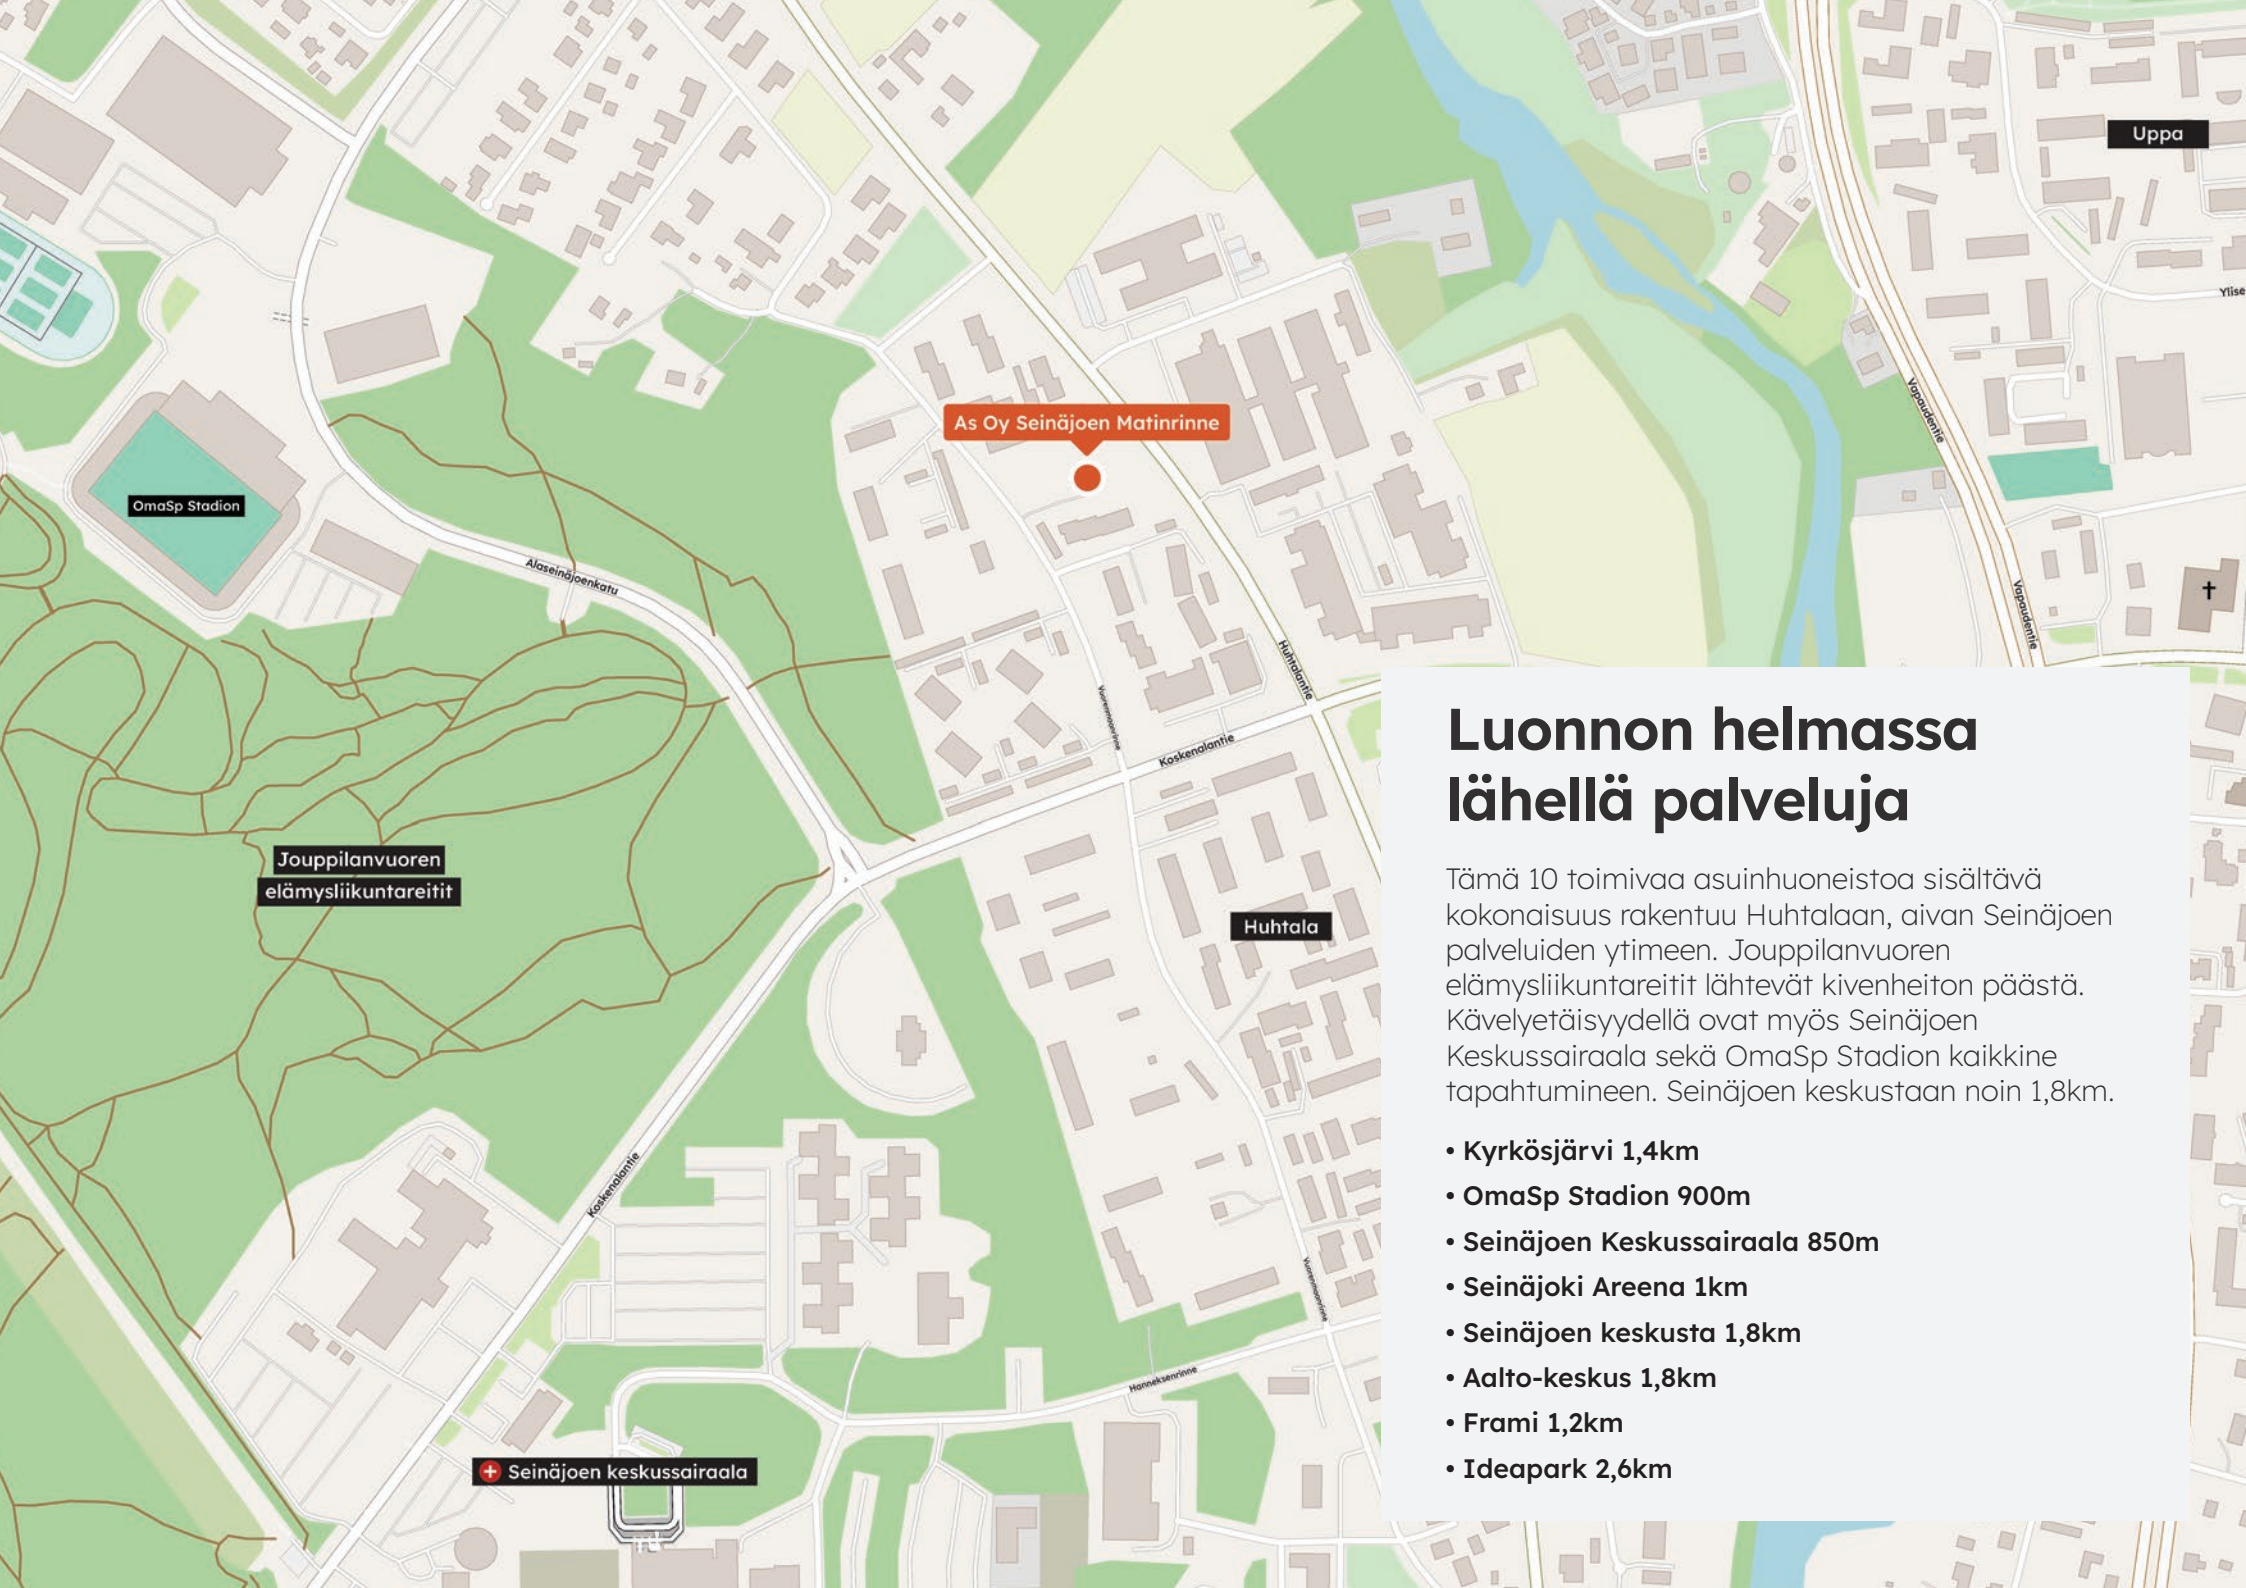 Uppa
Ylise
As Oy Seinäjoen Matinrinne
Vapaudentie
OmaSp Stadion
Alaseinäjoenkatu
Vapaudentie
Huhtalantie
Vuorenmaanrinne
Koskenalantie
Jouppilanvuoren
elämysliikuntareitit
Huhtala
Koskenalantie
Vuorenmaanrinne
Hanneksenrinne
Seinäjoen keskussairaala
Luonnon helmassa
lähellä palveluja
Tämä 10 toimivaa asuinhuoneistoa sisältävä
kokonaisuus rakentuu Huhtalaan, aivan Seinäjoen
palveluiden ytimeen. Jouppilanvuoren
elämysliikuntareitit lähtevät kivenheiton päästä.
Kävelyetäisyydellä ovat myös Seinäjoen
Keskussairaala sekä OmaSp Stadion kaikkine
tapahtumineen. Seinäjoen keskustaan noin 1,8km.
• Kyrkösjärvi 1,4km
• OmaSp Stadion 900m
• Seinäjoen Keskussairaala 850m
• Seinäjoki Areena 1km
• Seinäjoen keskusta 1,8km
• Aalto-keskus 1,8km
• Frami 1,2km
• Ideapark 2,6km